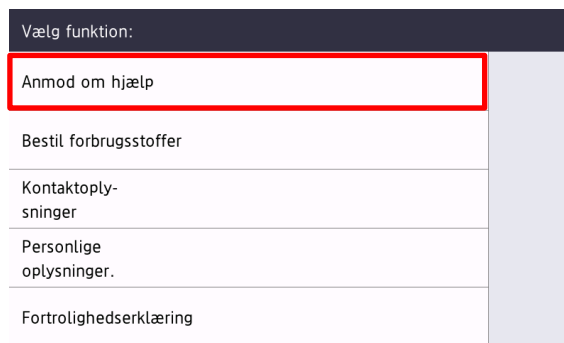 Vælg funktion:
Anmod om hjælp
Bestil forbrugsstoffer
Kontaktoply-
sninger
Personlige
oplysninger.
Fortrolighedserklæring